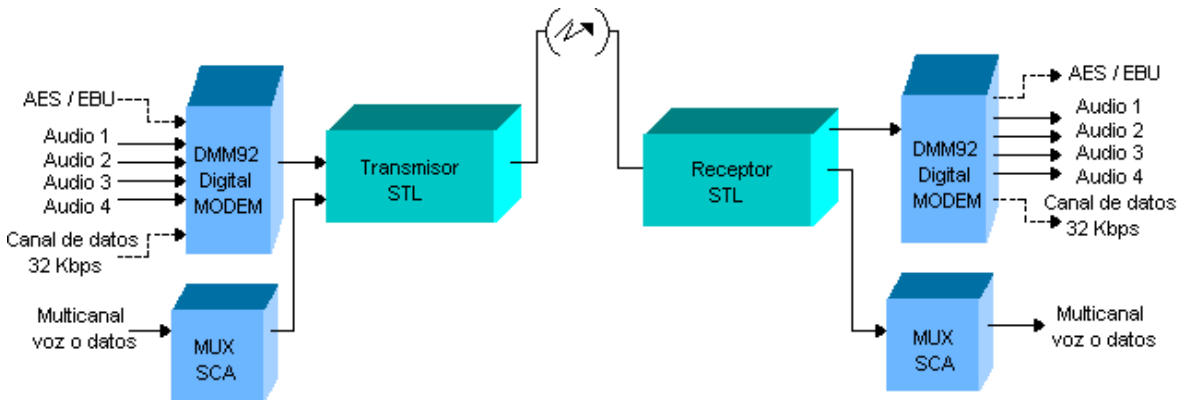 AES / EBU
Audio 1
Audio 2
Audio 3
Audio 4
Canal de datos
32 Kbps
DMM92
Digital
MODEM
Multicanal
voz o datos
MUX
SCA
Transmisor
STL
Receptor
STL
DMM92
Digital
MODEM
AES / EBU
Audio 1
Audio 2
Audio 3
Audio 4
Canal de datos
32 Kbps
MUX
SCA
Multicanal
voz o datos